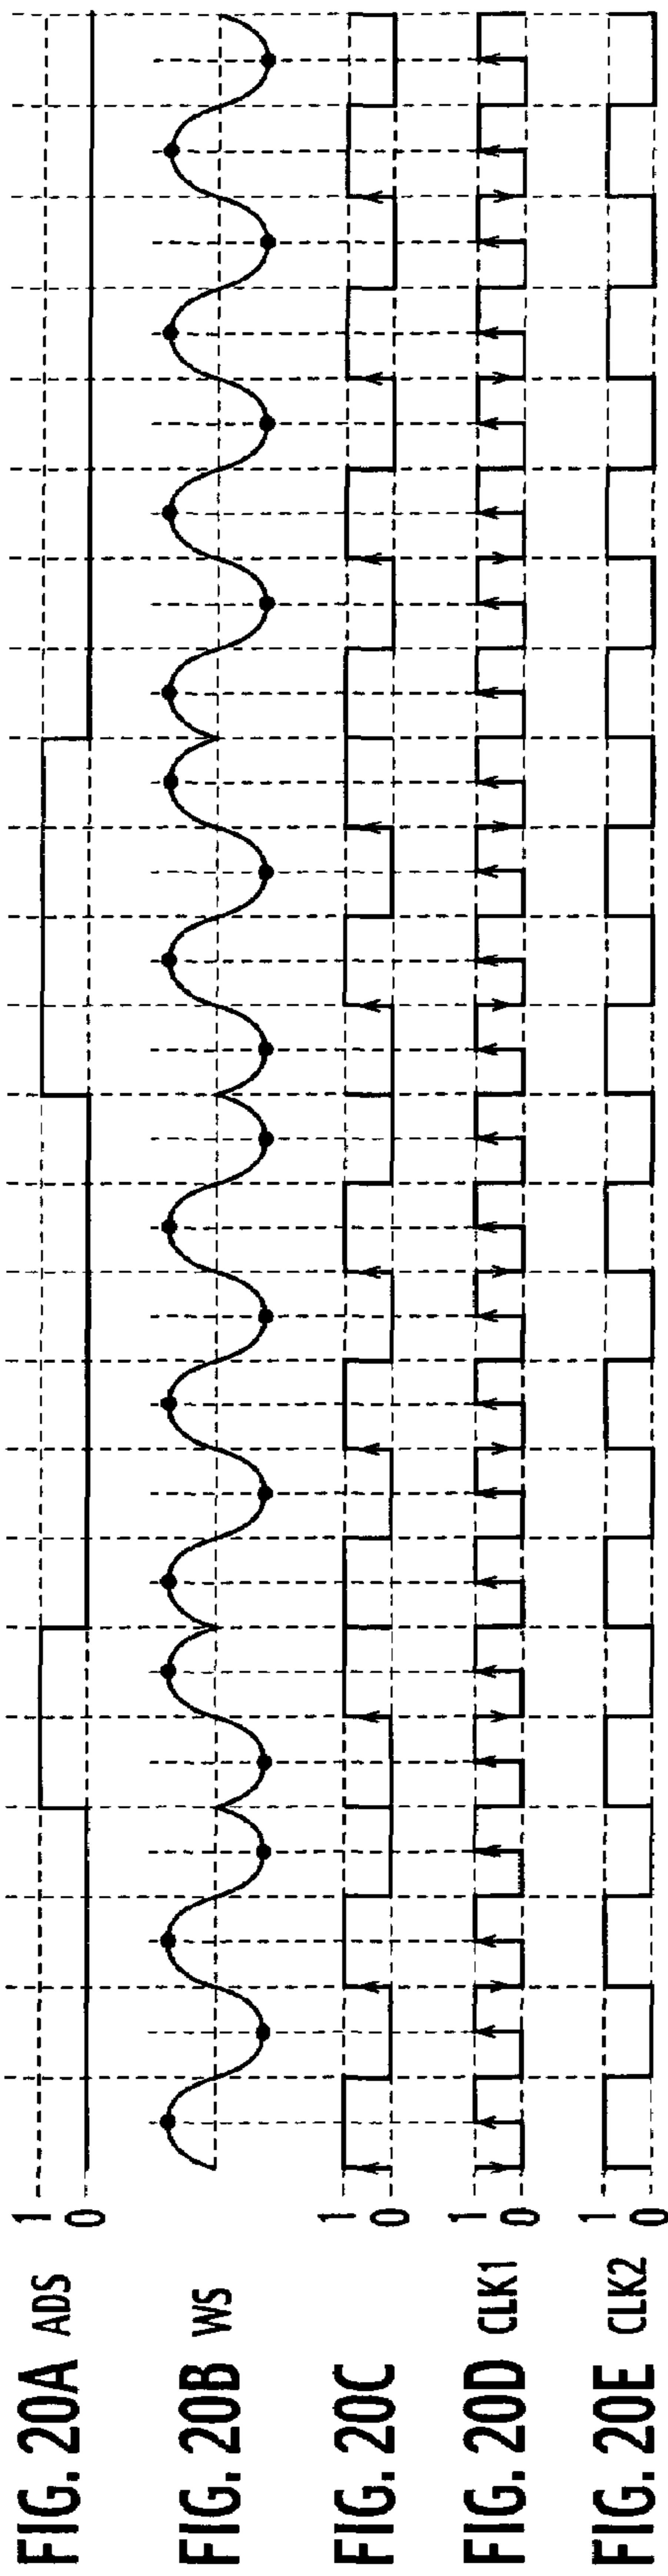 FIG. 20A ADS 1
0
FIG. 20B WS
FIG. 20C 1
0
FIG. 20D CLK1 1
0
FIG. 20E CLK2 1
0